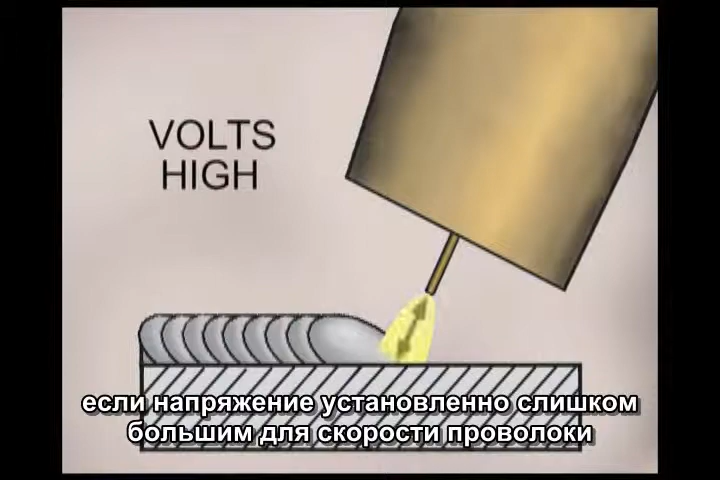 VOLTS
HIGH
если напряжение установленно слишком
большим для скорости проволоки